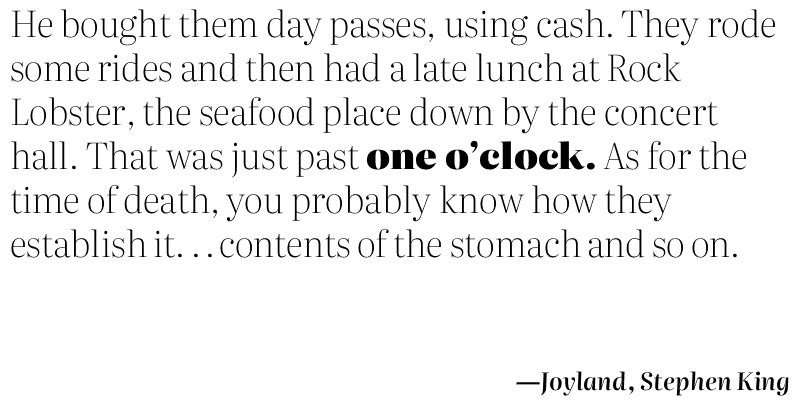 He bought them day passes, using cash. They rode
some rides and then had a late lunch at Rock
Lobster, the seafood place down by the concert
hall. That was just past one o’clock. As for the
time of death, you probably know how they
establish it. . . contents of the stomach and so on.
—Joyland, Stephen King